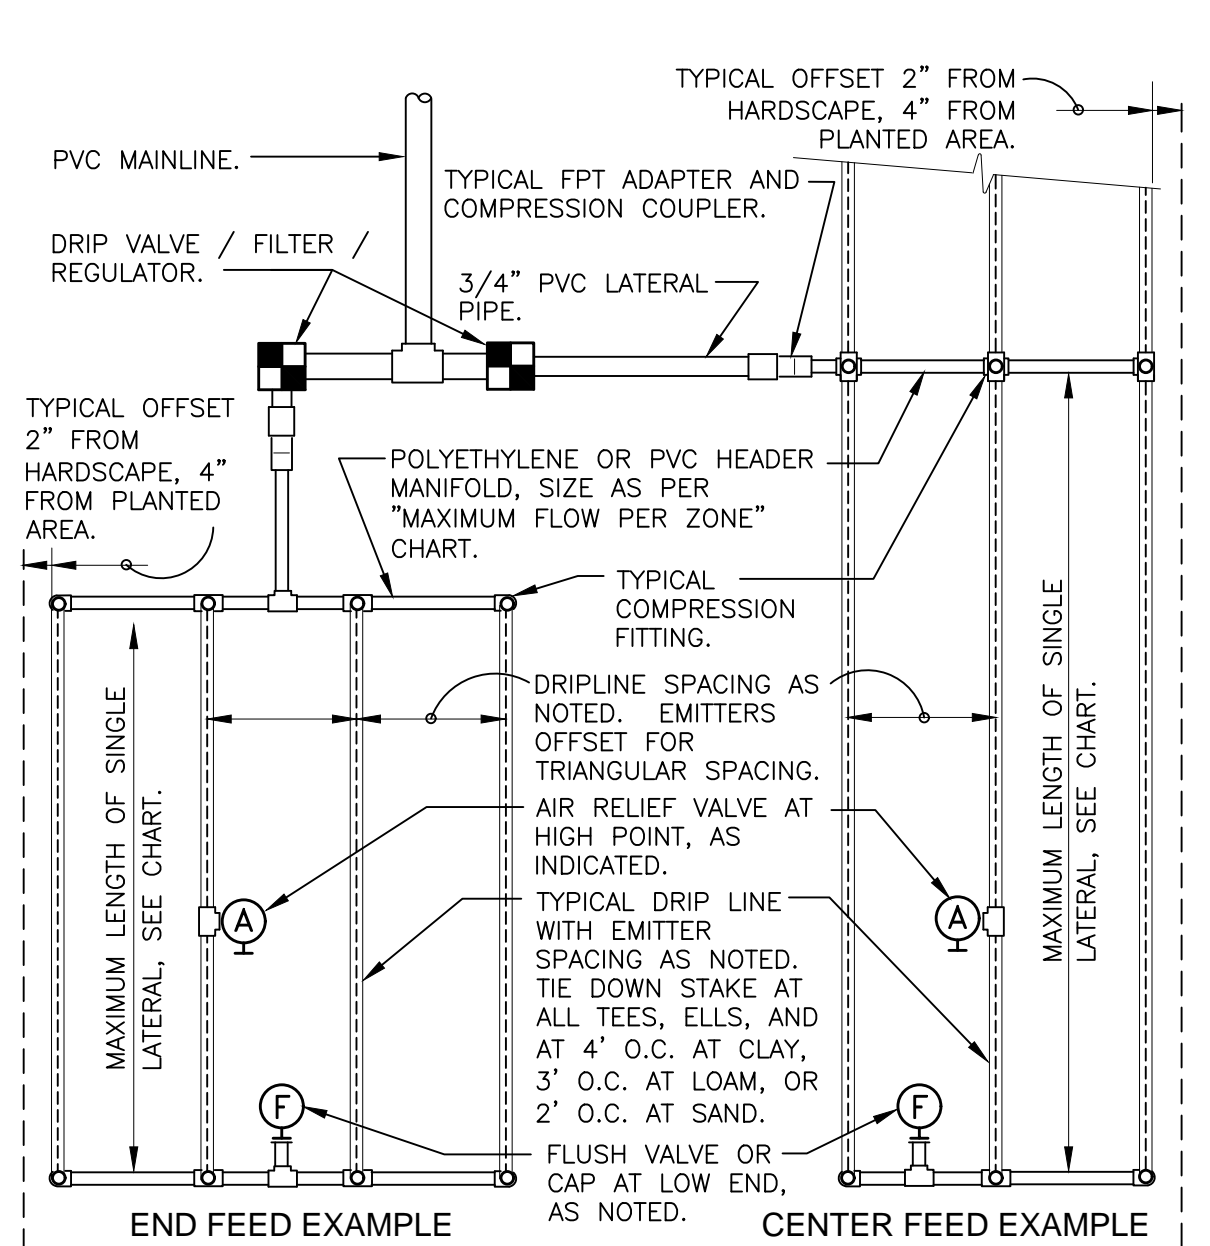 TYPICAL OFFSET 2" FROM
HARDSCAPE, 4" FROM
PLANTED AREA.
PVC MAINLINE.
TYPICAL FPT ADAPTER AND
COMPRESSION COUPLER.
DRIP VALVE / FILTER /
REGULATOR.
3/4" PVC LATERAL
PIPE.
TYPICAL OFFSET
2" FROM
HARDSCAPE, 4"
FROM PLANTED
AREA.
POLYETHYLENE OR PVC HEADER
MANIFOLD, SIZE AS PER
"MAXIMUM FLOW PER ZONE"
CHART.
TYPICAL
COMPRESSION
FITTING.
DRIPLINE SPACING AS
NOTED. EMITTERS
OFFSET FOR
TRIANGULAR SPACING.
MAXIMUM LENGTH OF SINGLE
LATERAL, SEE CHART.
MAXIMUM LENGTH OF SINGLE
LATERAL, SEE CHART.
AIR RELIEF VALVE AT
HIGH POINT, AS
INDICATED.
A
A
TYPICAL DRIP LINE
WITH EMITTER
SPACING AS NOTED.
TIE DOWN STAKE AT
ALL TEES, ELLS, AND
AT 4' O.C. AT CLAY,
3' O.C. AT LOAM, OR
2' O.C. AT SAND.
F
F
FLUSH VALVE OR
CAP AT LOW END,
AS NOTED.
END FEED EXAMPLE
CENTER FEED EXAMPLE